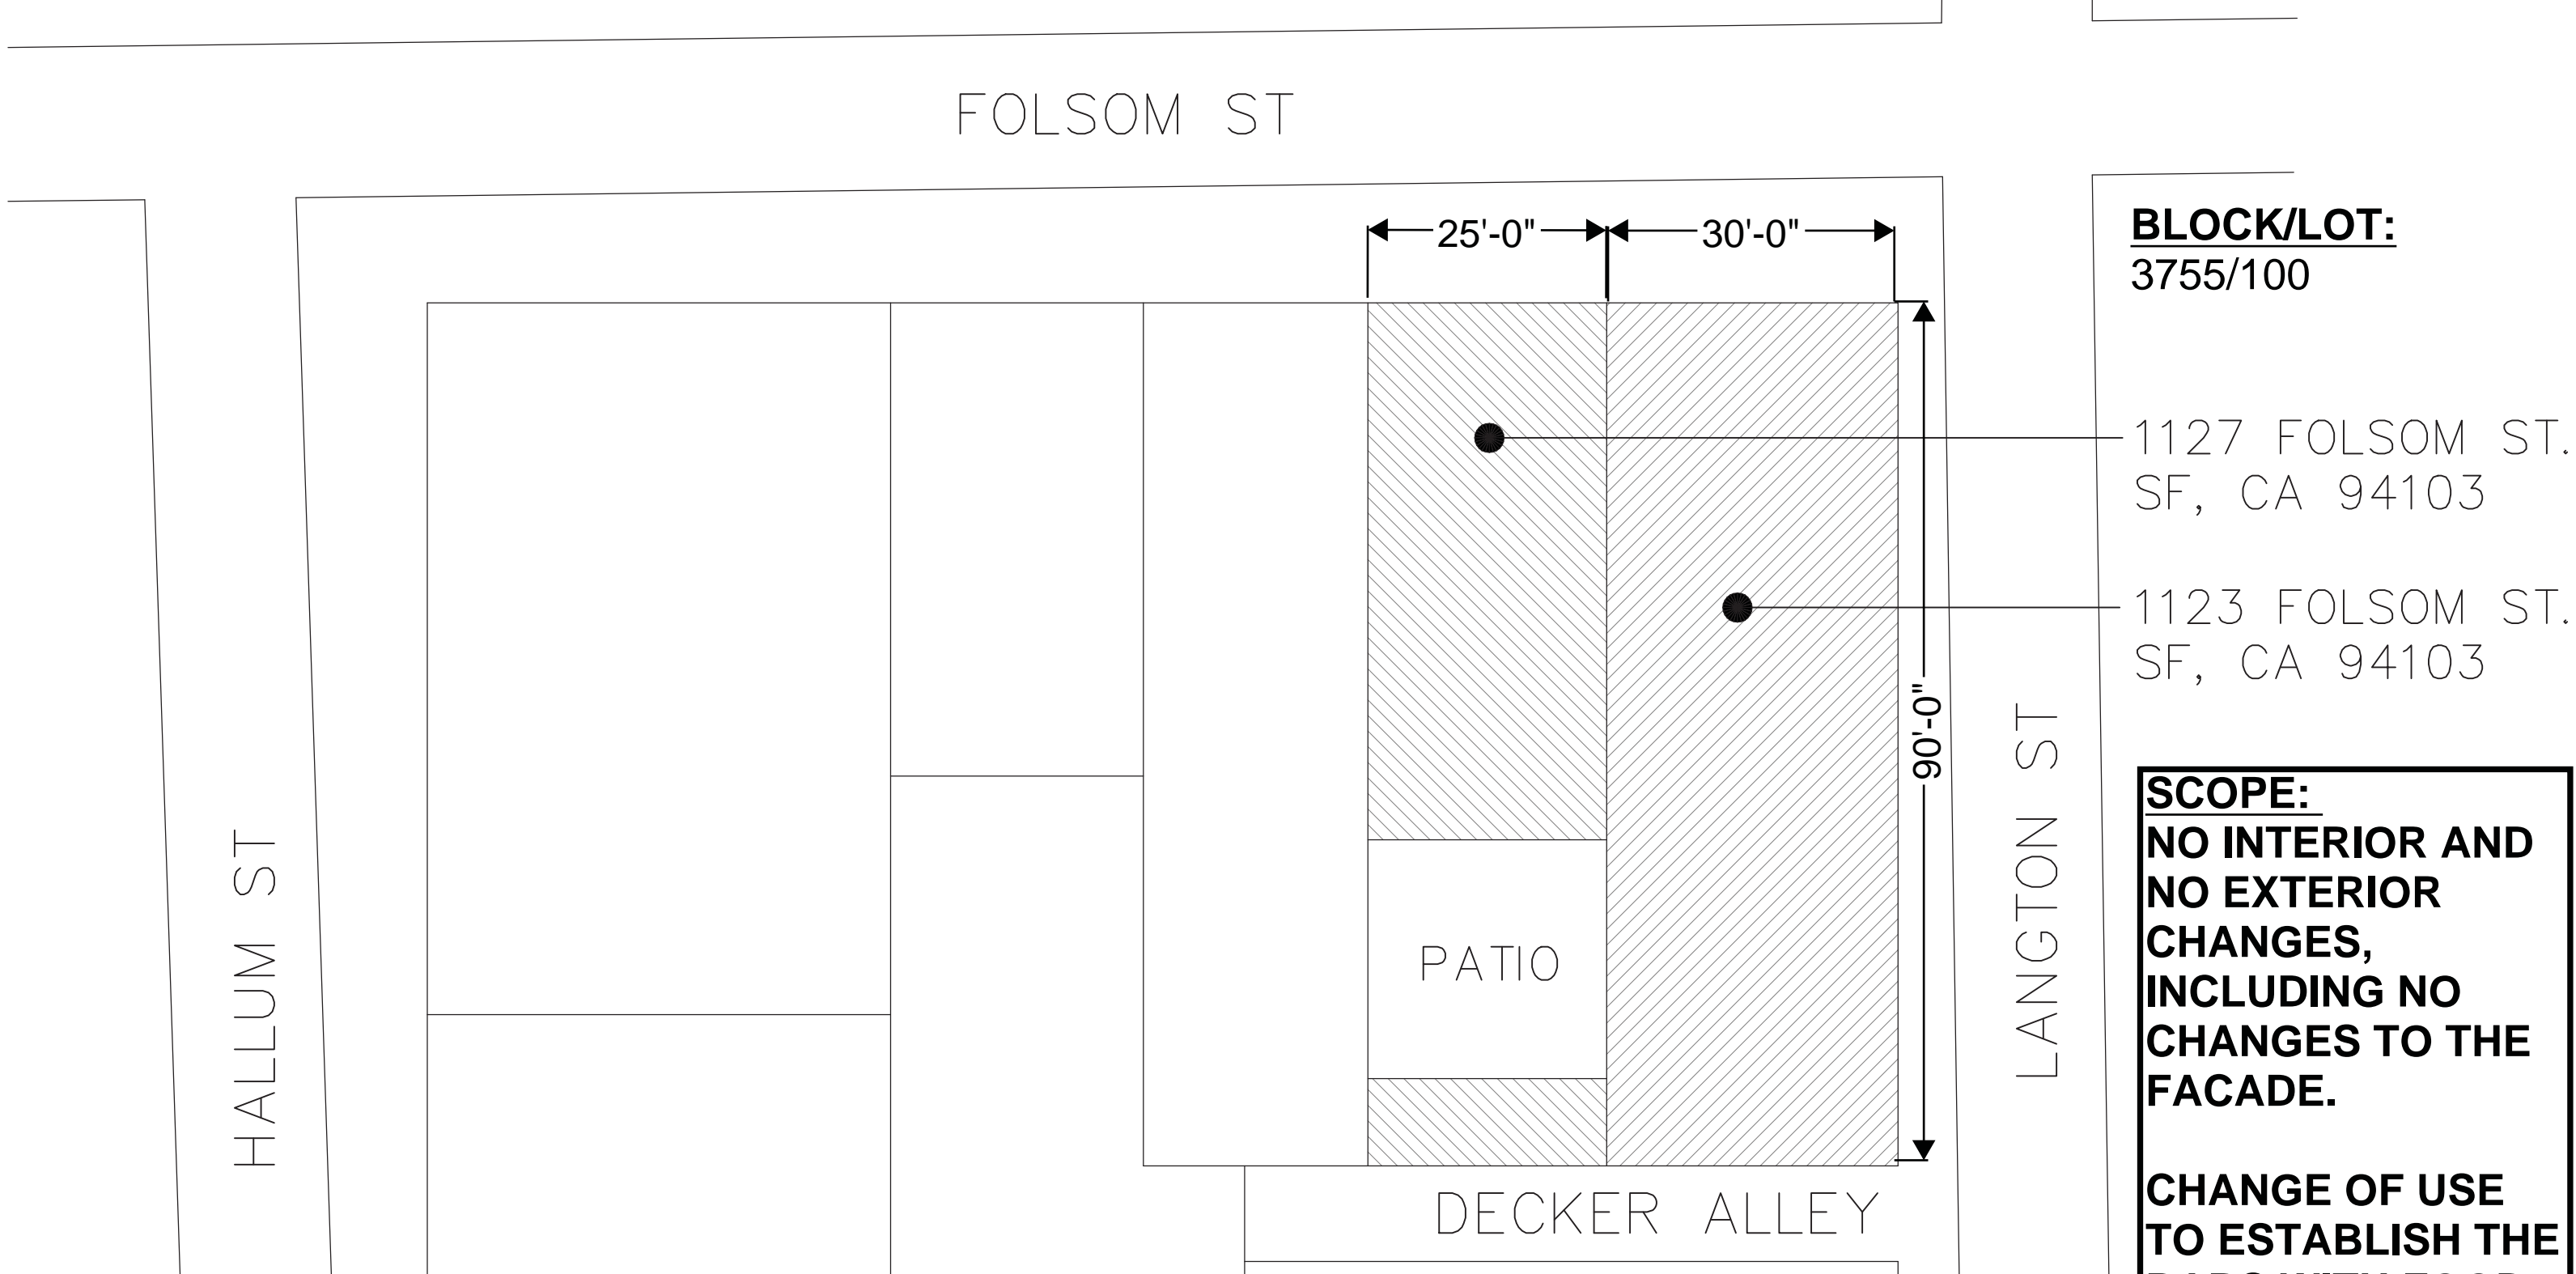 FOLSOM ST
25'-0"
30'-0"
BLOCK/LOT:
3755/100
1127 FOLSOM ST.
SF, CA 94103
1123 FOLSOM ST.
SF, CA 94103
90'-0"
HALLUM ST
LANGTON ST
PATIO
DECKER ALLEY
SCOPE:
NO INTERIOR AND
NO EXTERIOR
CHANGES,
INCLUDING NO
CHANGES TO THE
FACADE.
CHANGE OF USE
TO ESTABLISH THE